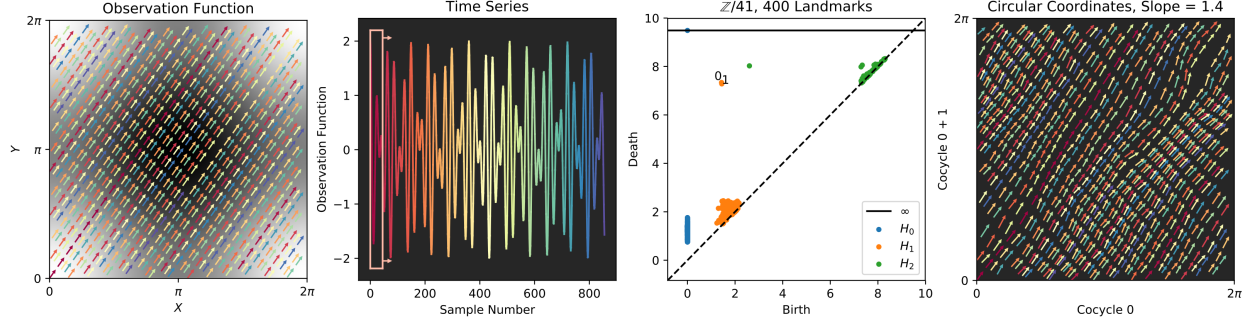 Observation Function
2π
π
0
Y
0
π
2π
X
Time Series
2
1
0
−1
−2
Observation Function
0
200
400
600
800
Sample Number
ℤ/41, 400 Landmarks
10
8
6
4
2
0
Death
0
1
∞
H₀
H₁
H₂
0
2
4
6
8
10
Birth
Circular Coordinates, Slope = 1.4
2π
0
Cocycle 0 + 1
0
2π
Cocycle 0